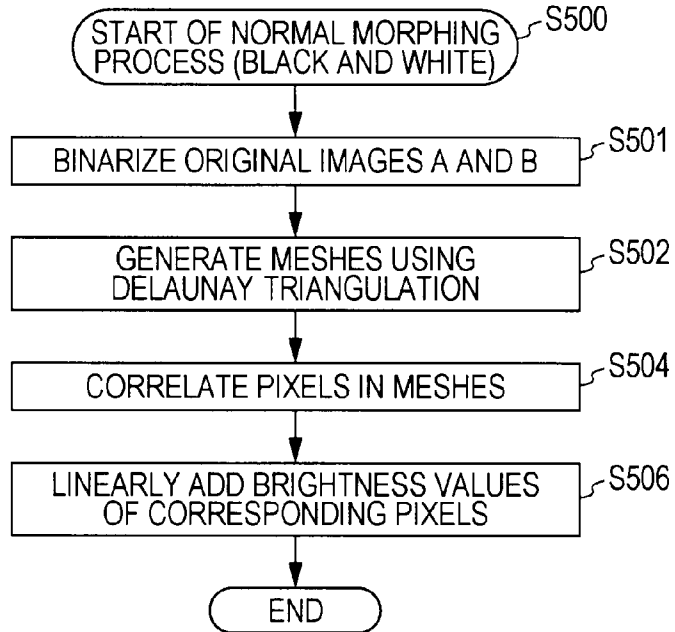 START OF NORMAL MORPHING
PROCESS (BLACK AND WHITE)
S500
BINARIZE ORIGINAL IMAGES A AND B
S501
GENERATE MESHES USING
DELAUNAY TRIANGULATION
S502
CORRELATE PIXELS IN MESHES
S504
LINEARLY ADD BRIGHTNESS VALUES
OF CORRESPONDING PIXELS
S506
END